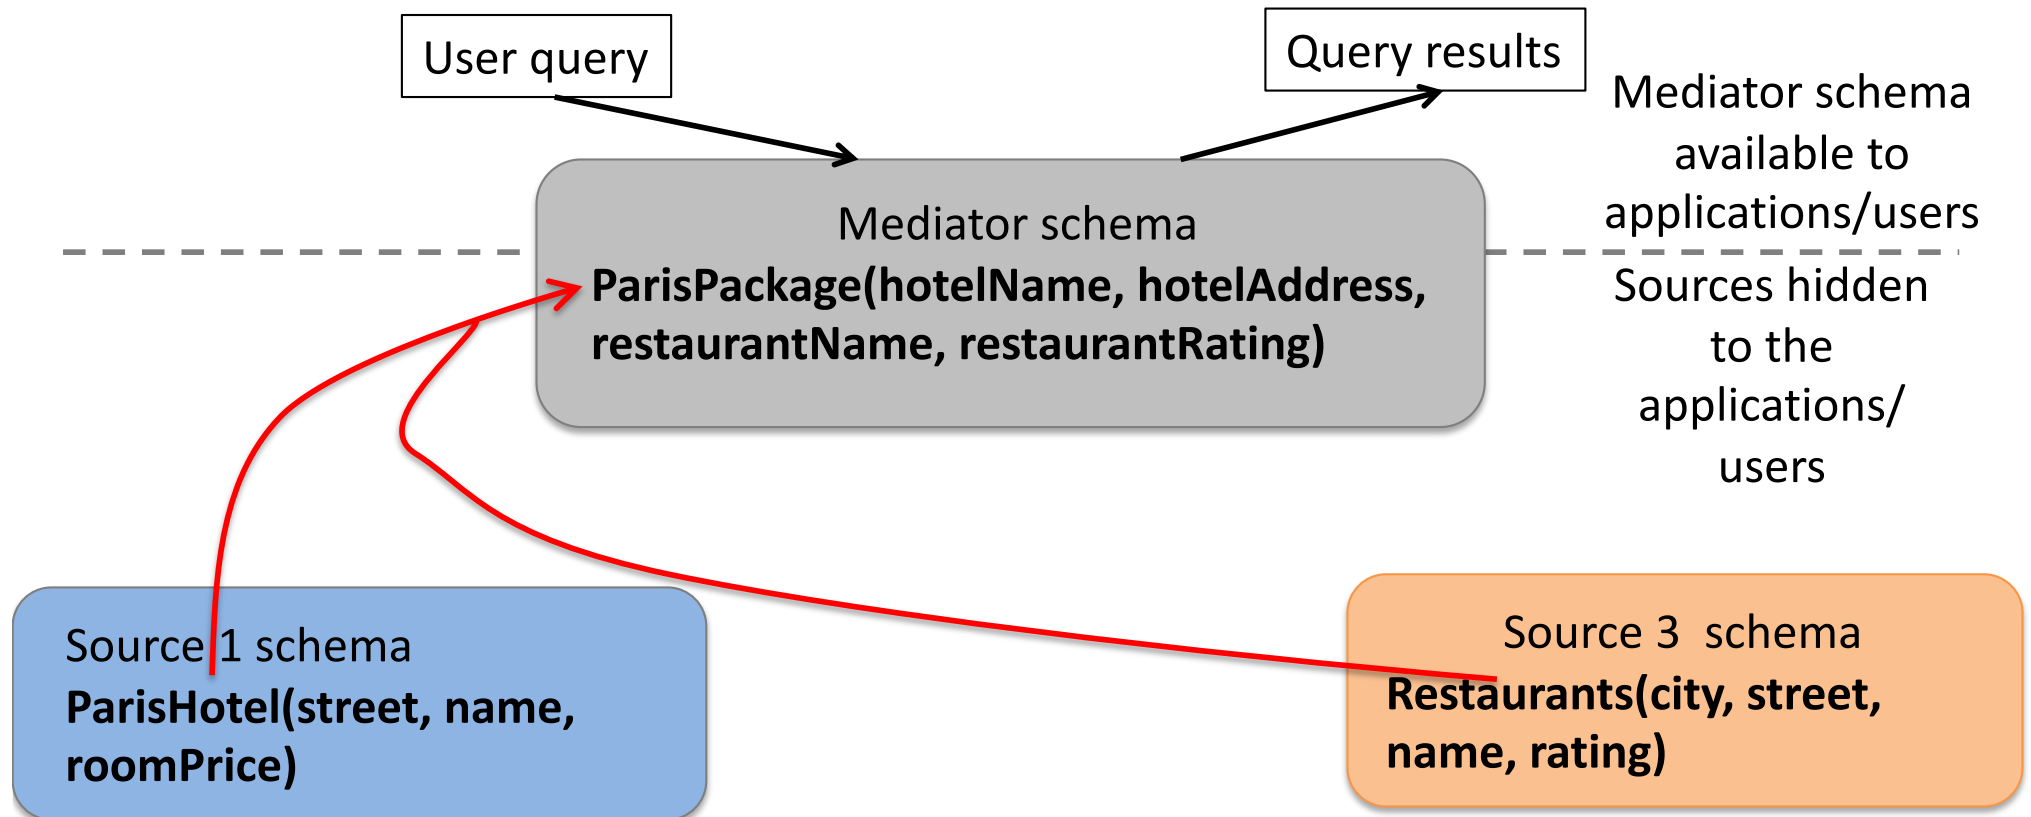 User query
Query results
Mediator schema
available to
applications/users
Mediator schema
ParisPackage(hotelName, hotelAddress,
restaurantName, restaurantRating)
Sources hidden
to the
applications/
users
Source 1 schema
ParisHotel(street, name,
roomPrice)
Source 3 schema
Restaurants(city, street,
name, rating)